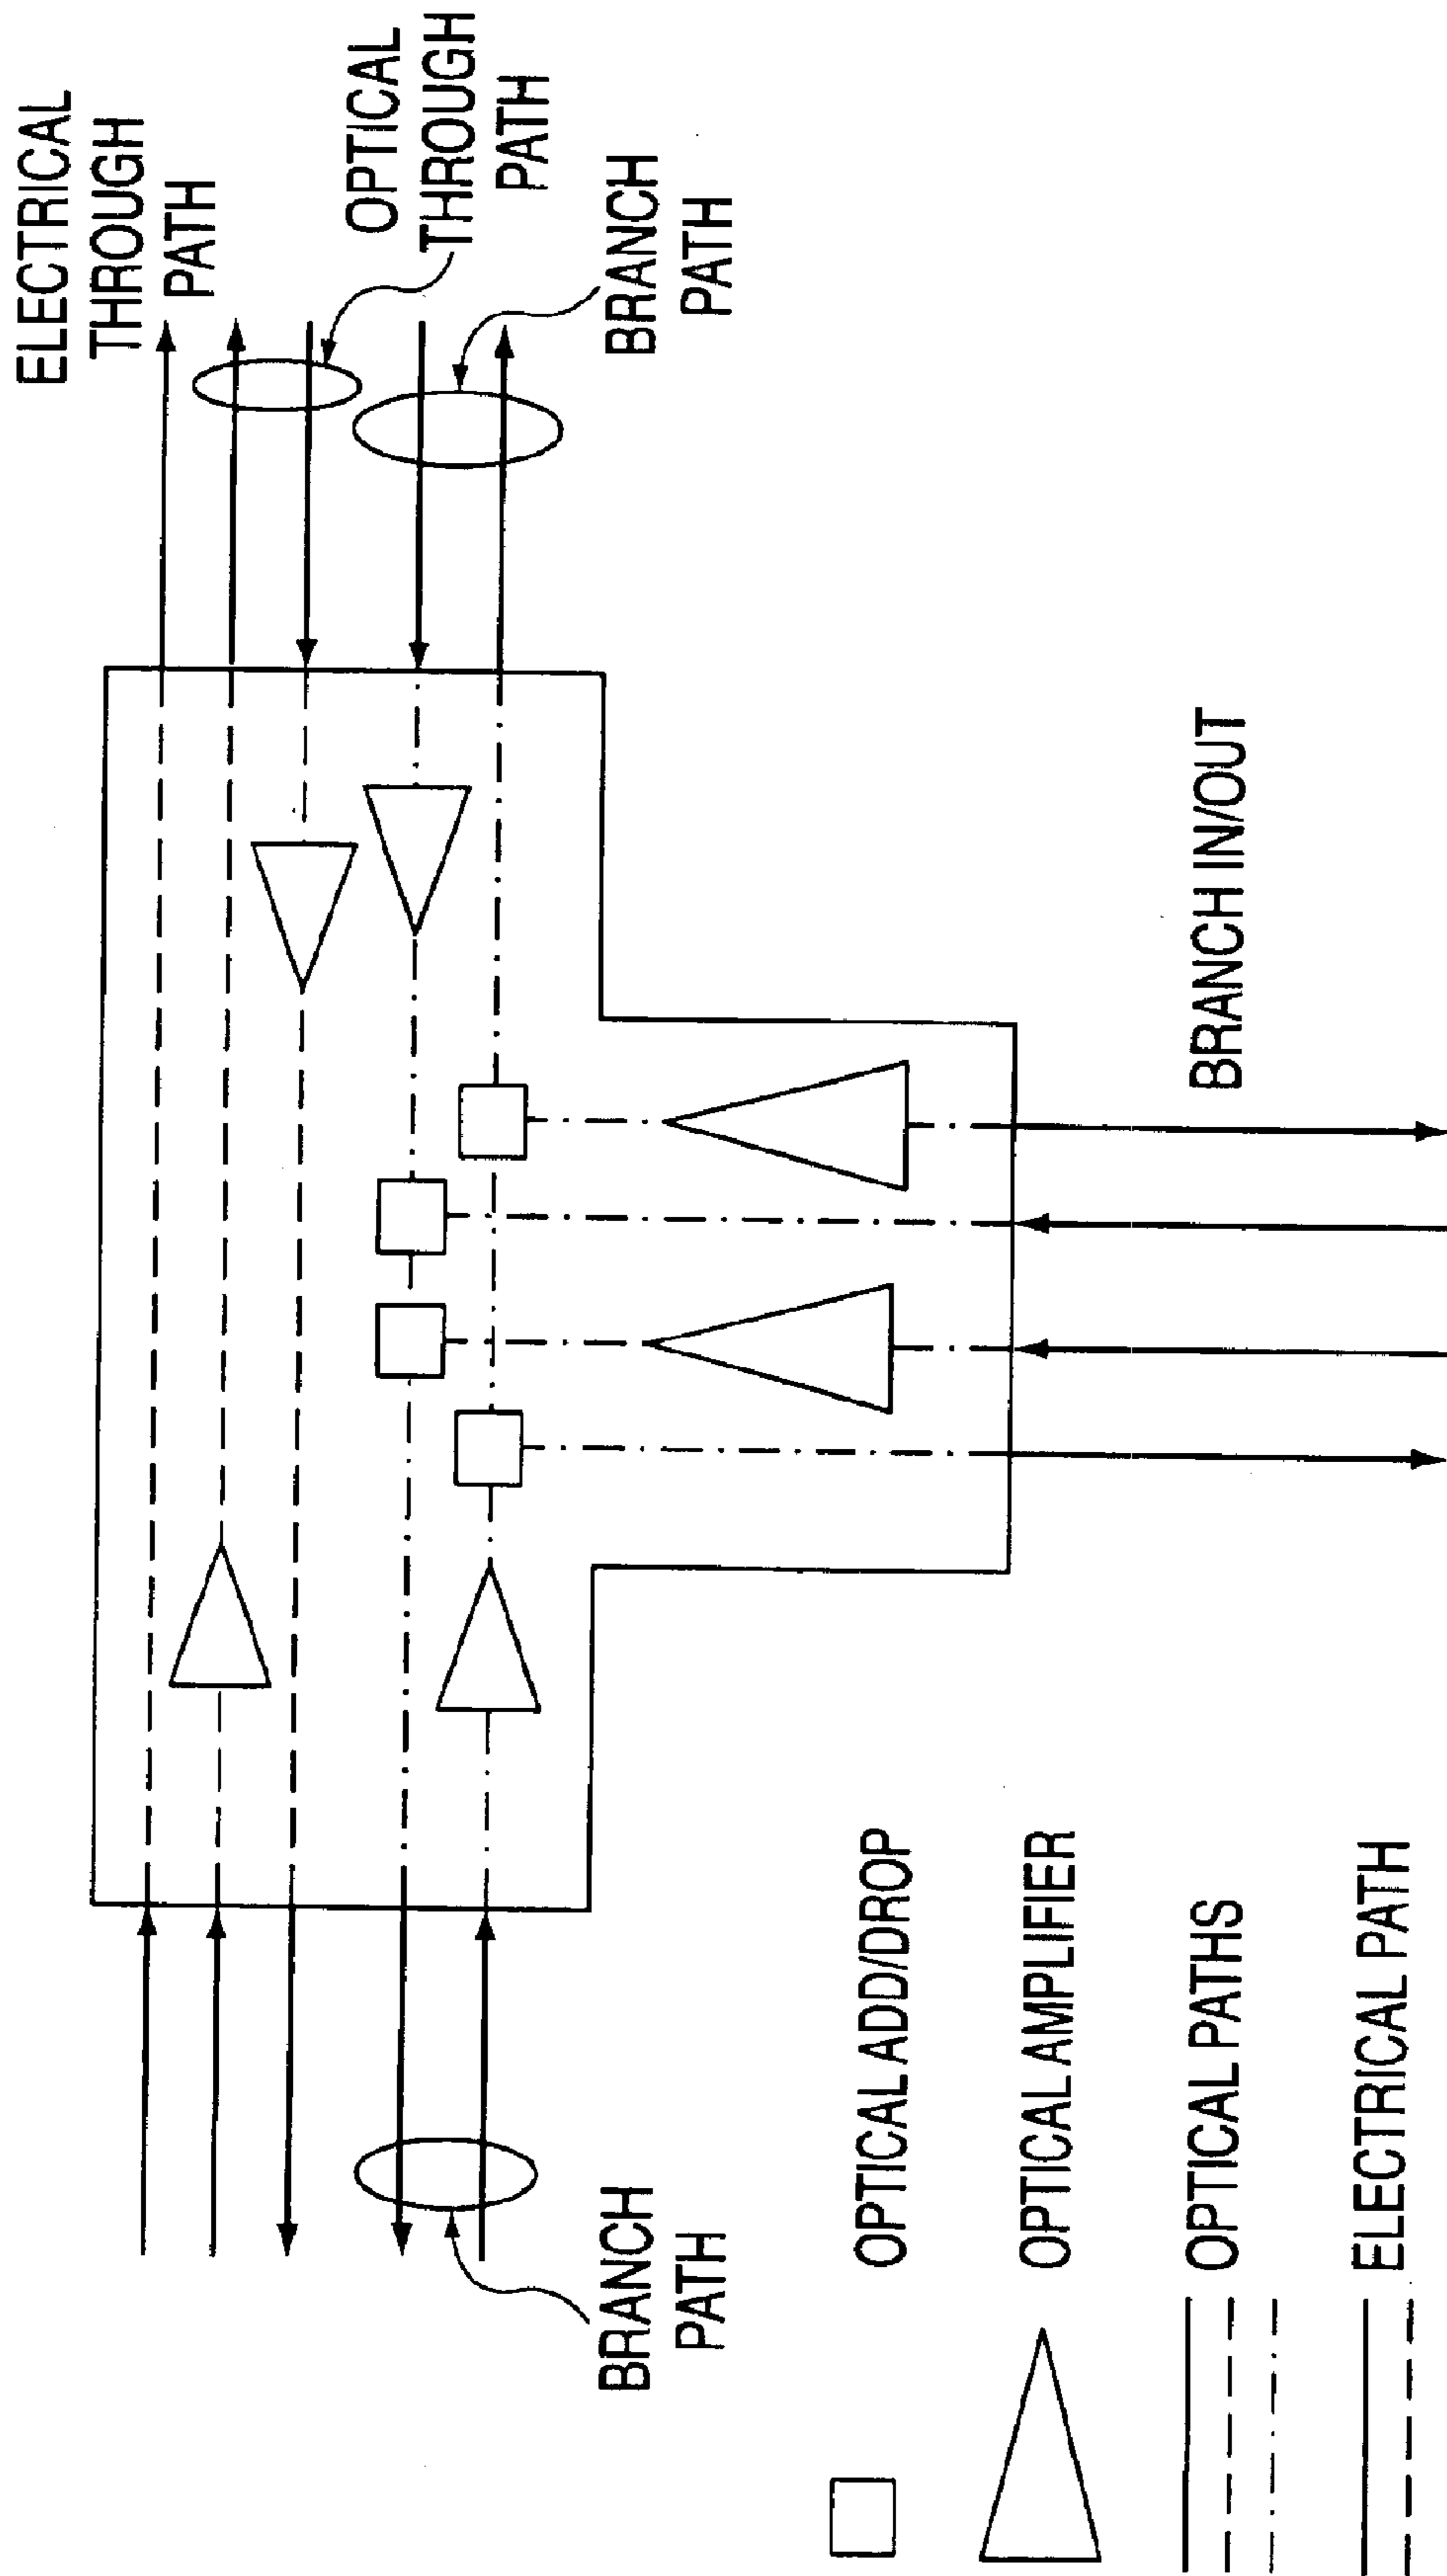 ELECTRICAL
THROUGH
PATH
OPTICAL
THROUGH
PATH
BRANCH
PATH
BRANCH
PATH
BRANCH IN/OUT
OPTICAL ADD/DROP
OPTICAL AMPLIFIER
OPTICAL PATHS
ELECTRICAL PATH